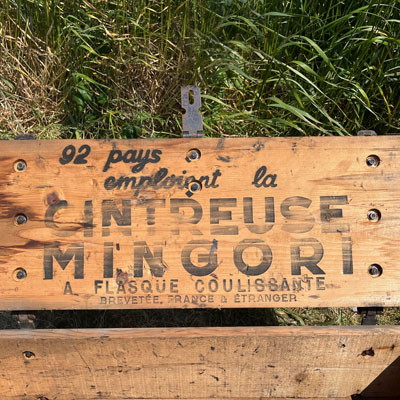 92 pays
emploient la
CINTREUSE
MINGORI
A FLASQUE COULISSANTE
BREVETÉE, FRANCE & ÉTRANGER